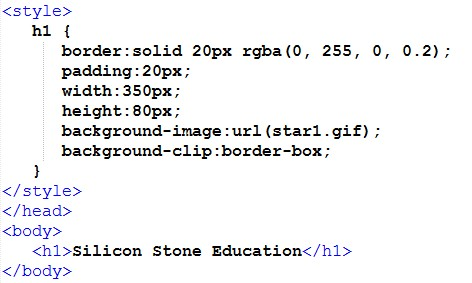 <style>
h1 {
border:solid 20px rgba(0, 255, 0, 0.2);
padding:20px;
width:350px;
height:80px;
background-image:url(star1.gif);
background-clip:border-box;
}
</style>
</head>
<body>
<h1>Silicon Stone Education</h1>
</body>